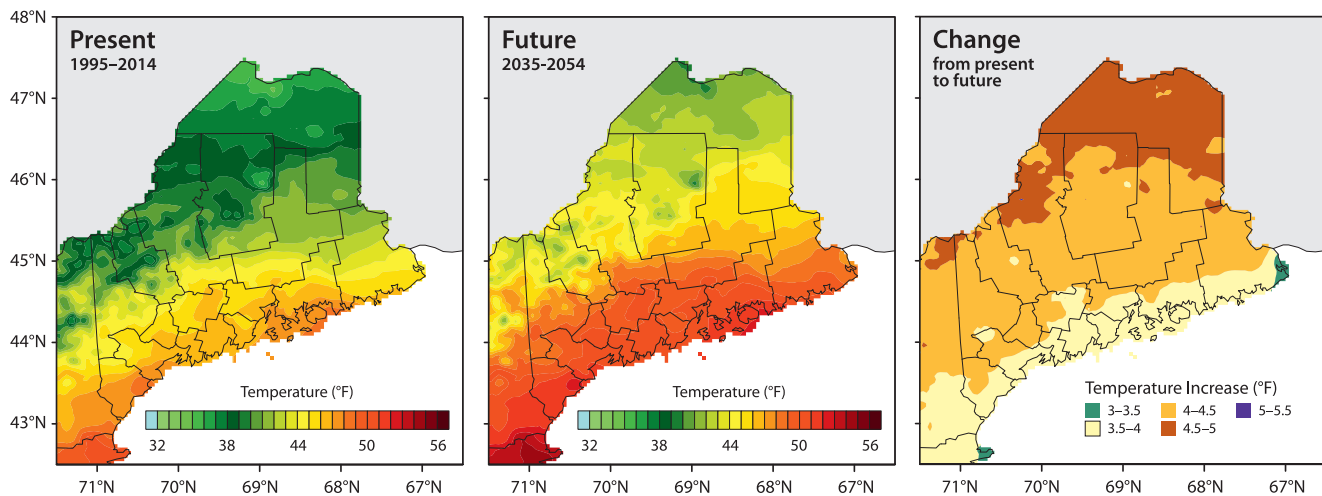 Present
1995–2014
Future
2035-2054
Change
from present
to future
48°N
47°N
46°N
45°N
44°N
43°N
Temperature (°F)
32 38 44 50 56
Temperature (°F)
32 38 44 50 56
Temperature Increase (°F)
3–3.5 4–4.5 5–5.5
3.5–4 4.5–5
71°N 70°N 69°N 68°N 67°N
71°N 70°N 69°N 68°N 67°N
71°N 70°N 69°N 68°N 67°N